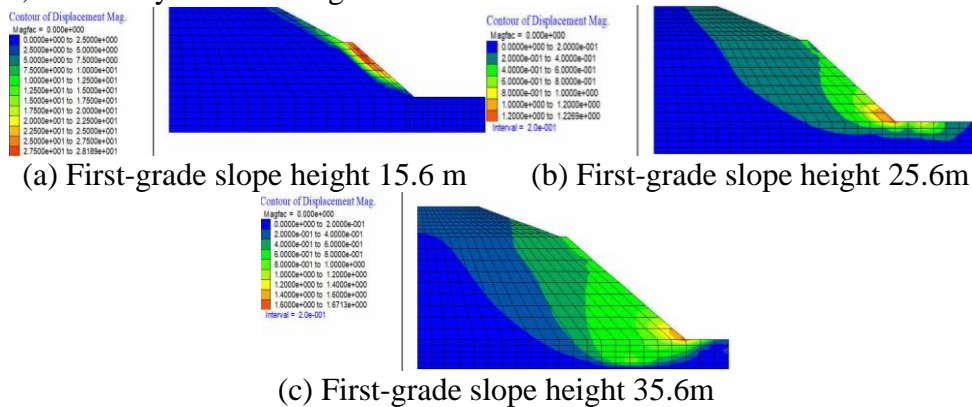 Contour of Displacement Mag.
Magfac = 0.000e+000
0.0000e+000 to 2.5000e+000
2.5000e+000 to 5.0000e+000
5.0000e+000 to 7.5000e+000
7.5000e+000 to 1.0000e+001
1.0000e+001 to 1.2500e+001
1.2500e+001 to 1.5000e+001
1.5000e+001 to 1.7500e+001
1.7500e+001 to 2.0000e+001
2.0000e+001 to 2.2500e+001
2.2500e+001 to 2.5000e+001
2.5000e+001 to 2.7500e+001
2.7500e+001 to 2.8189e+001
Contour of Displacement Mag.
Magfac = 0.000e+000
0.0000e+000 to 2.0000e-001
2.0000e-001 to 4.0000e-001
4.0000e-001 to 6.0000e-001
6.0000e-001 to 8.0000e-001
8.0000e-001 to 1.0000e+000
1.0000e+000 to 1.2000e+000
1.2000e+000 to 1.2269e+000
Interval = 2.0e-001
(a) First-grade slope height 15.6 m
(b) First-grade slope height 25.6m
Contour of Displacement Mag.
Magfac = 0.000e+000
0.0000e+000 to 2.0000e-001
2.0000e-001 to 4.0000e-001
4.0000e-001 to 6.0000e-001
6.0000e-001 to 8.0000e-001
8.0000e-001 to 1.0000e+000
1.0000e+000 to 1.2000e+000
1.2000e+000 to 1.4000e+000
1.4000e+000 to 1.6000e+000
1.6000e+000 to 1.6713e+000
Interval = 2.0e-001
(c) First-grade slope height 35.6m